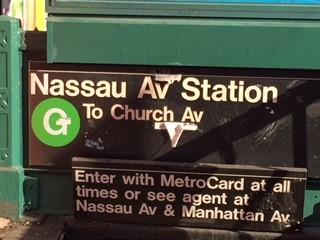 Nassau Av Station
G To Church Av
Enter with MetroCard at all
times or see agent at
Nassau Av & Manhattan Av